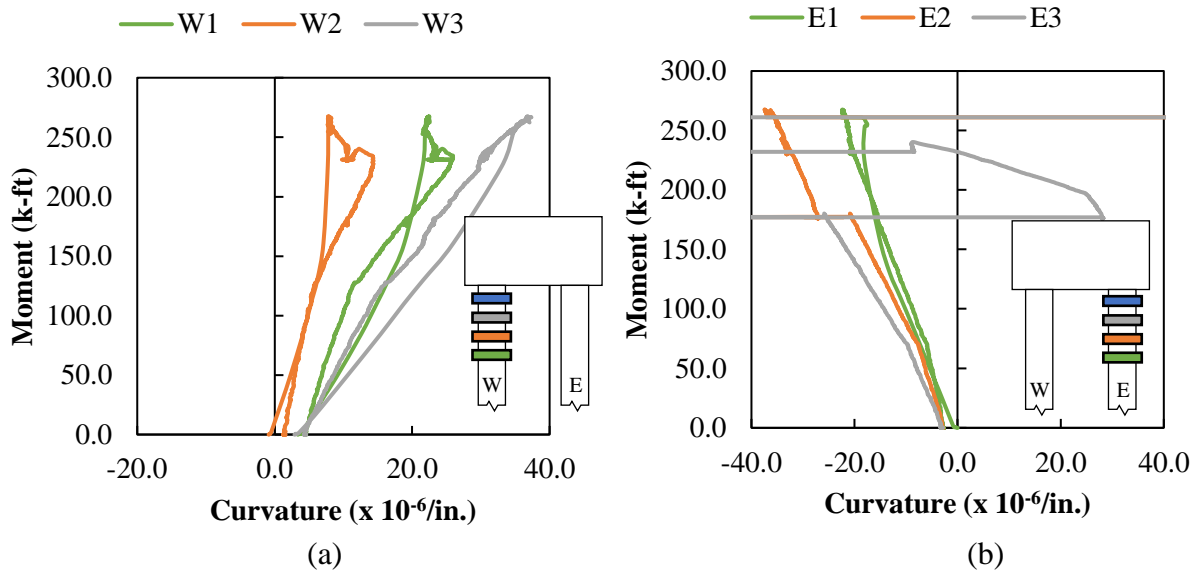 W1 W2 W3
300.0
250.0
200.0
150.0
100.0
50.0
0.0
-20.0 0.0 20.0 40.0
Moment (k-ft)
Curvature (x 10-6/in.)
W E
(a)
E1 E2 E3
300.0
250.0
200.0
150.0
100.0
50.0
0.0
-40.0 -20.0 0.0 20.0 40.0
Moment (k-ft)
Curvature (x 10-6/in.)
W E
(b)